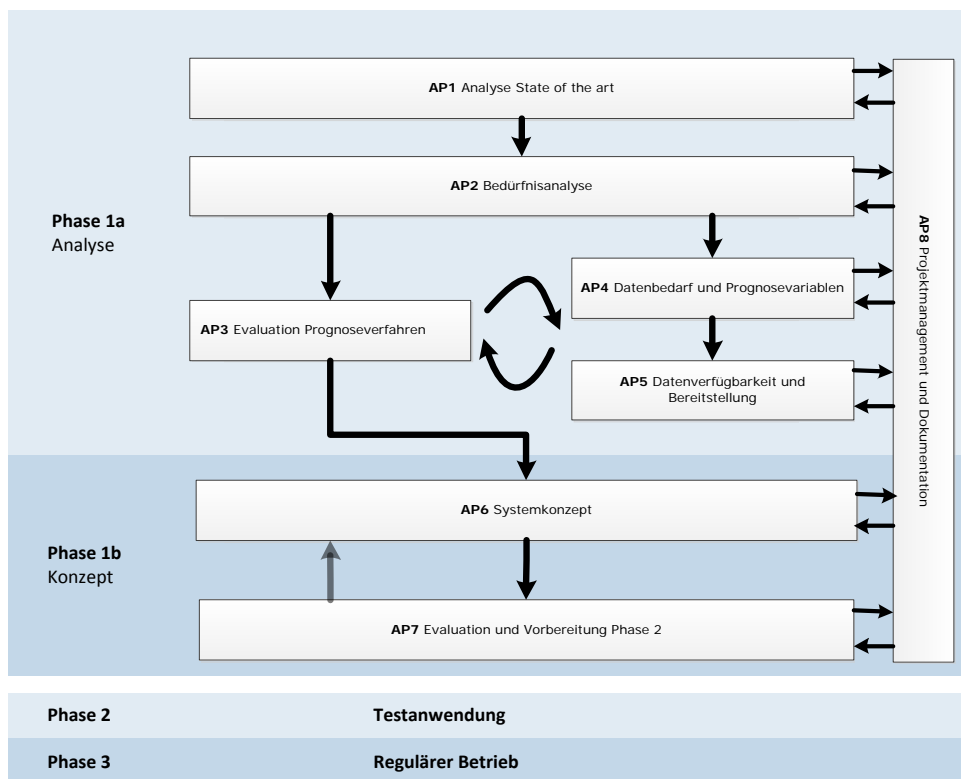 AP1 Analyse State of the art
AP2 Bedürfnisanalyse
Phase 1a
Analyse
AP4 Datenbedarf und Prognosevariablen
AP3 Evaluation Prognoseverfahren
AP5 Datenverfügbarkeit und
Bereitstellung
AP8 Projektmanagement und Dokumentation
AP6 Systemkonzept
Phase 1b
Konzept
AP7 Evaluation und Vorbereitung Phase 2
Phase 2 Testanwendung
Phase 3 Regulärer Betrieb